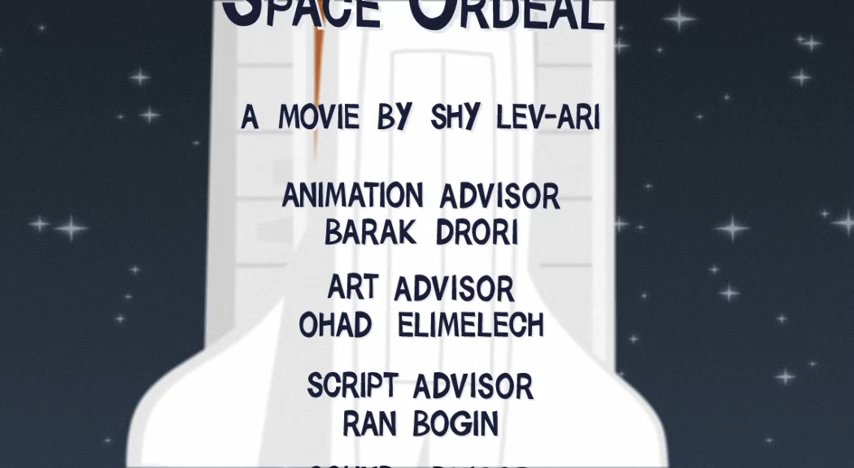 SPACE ORDEAL
A MOVIE BY SHY LEV-ARI
ANIMATION ADVISOR
BARAK DRORI
ART ADVISOR
OHAD ELIMELECH
SCRIPT ADVISOR
RAN BOGIN